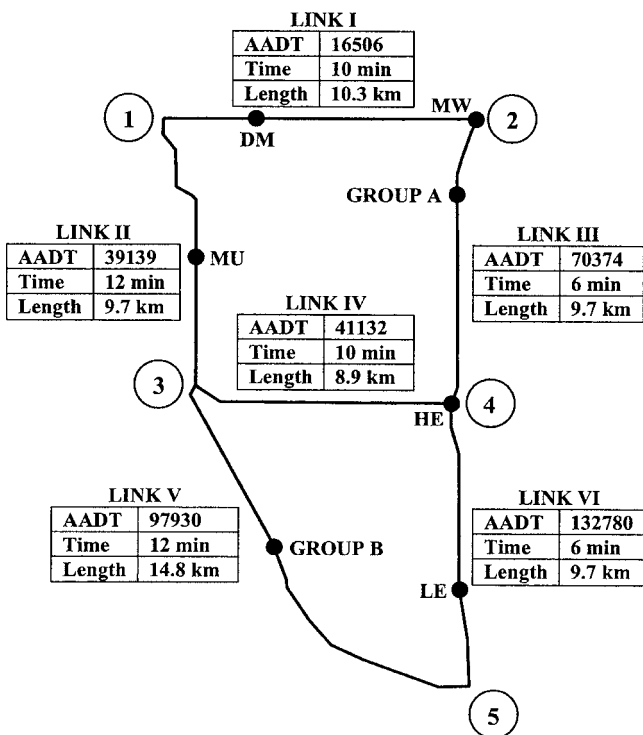 LINK I
AADT 16506
Time 10 min
Length 10.3 km
1
DM
MW
2
GROUP A
LINK II
AADT 39139
Time 12 min
Length 9.7 km
MU
LINK III
AADT 70374
Time 6 min
Length 9.7 km
LINK IV
AADT 41132
Time 10 min
Length 8.9 km
3
HE
4
LINK V
AADT 97930
Time 12 min
Length 14.8 km
GROUP B
LINK VI
AADT 132780
Time 6 min
Length 9.7 km
LE
5